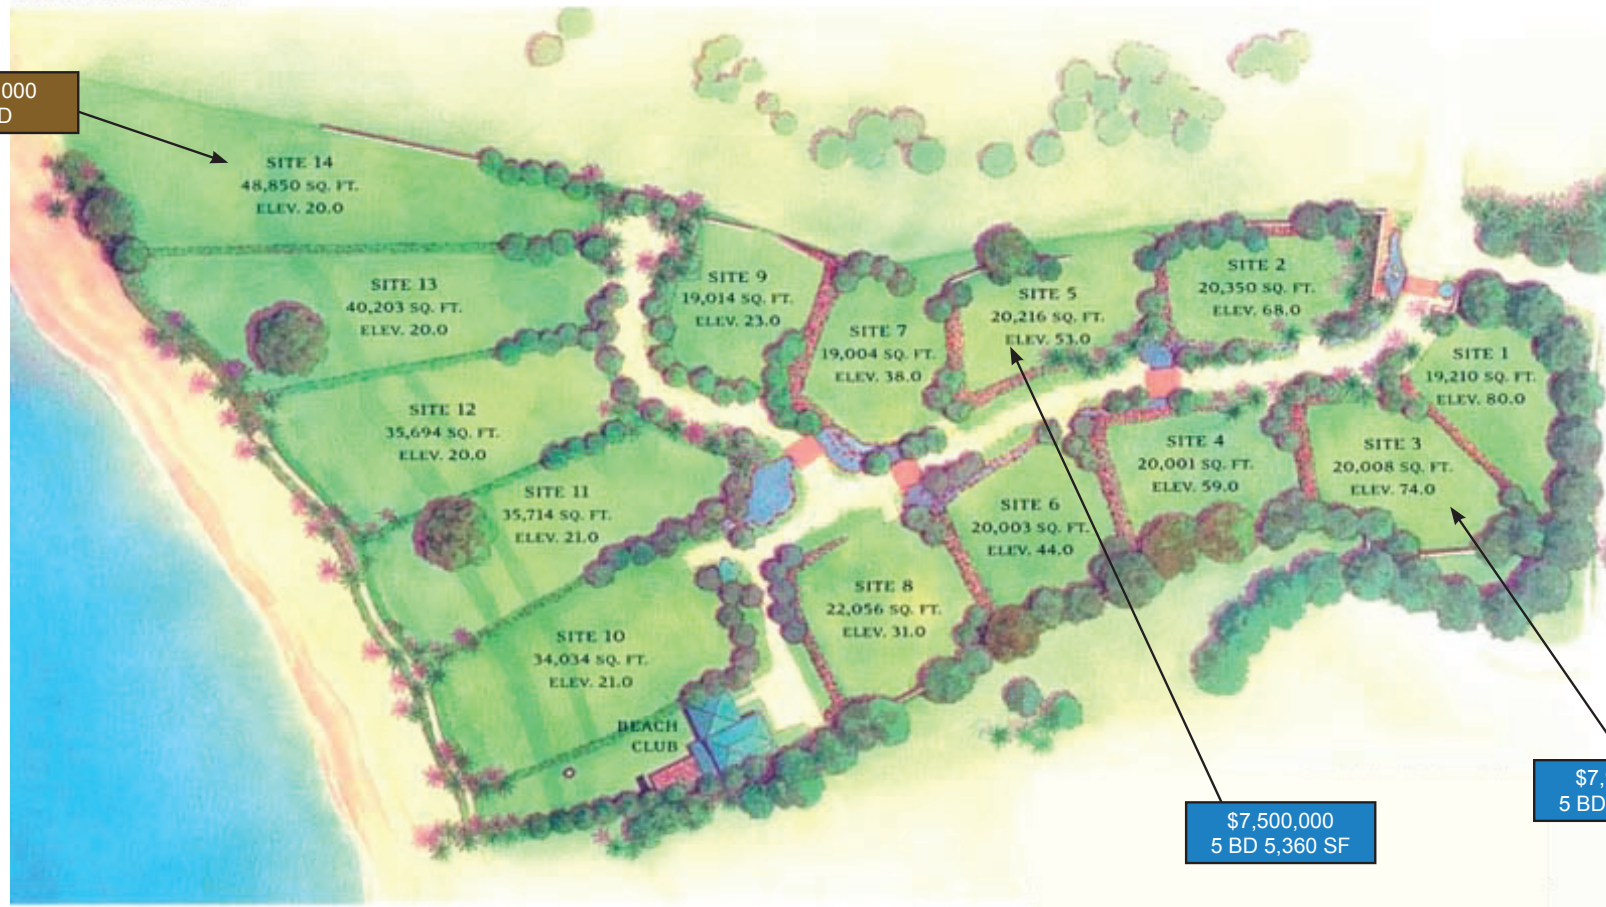 000
D
SITE 14
48,850 SQ. FT.
ELEV. 20.0
SITE 13
40,203 SQ. FT.
ELEV. 20.0
SITE 12
35,694 SQ. FT.
ELEV. 20.0
SITE 11
35,714 SQ. FT.
ELEV. 21.0
SITE 10
34,034 SQ. FT.
ELEV. 21.0
BEACH
CLUB
SITE 9
19,014 SQ. FT.
ELEV. 23.0
SITE 7
19,004 SQ. FT.
ELEV. 38.0
SITE 5
20,216 SQ. FT.
ELEV. 53.0
SITE 2
20,350 SQ. FT.
ELEV. 68.0
SITE 1
19,210 SQ. FT.
ELEV. 80.0
SITE 4
20,001 SQ. FT.
ELEV. 59.0
SITE 3
20,008 SQ. FT.
ELEV. 74.0
SITE 6
20,003 SQ. FT.
ELEV. 44.0
SITE 8
22,056 SQ. FT.
ELEV. 31.0
$7,500,000
5 BD 5,360 SF
$7,
5 BD